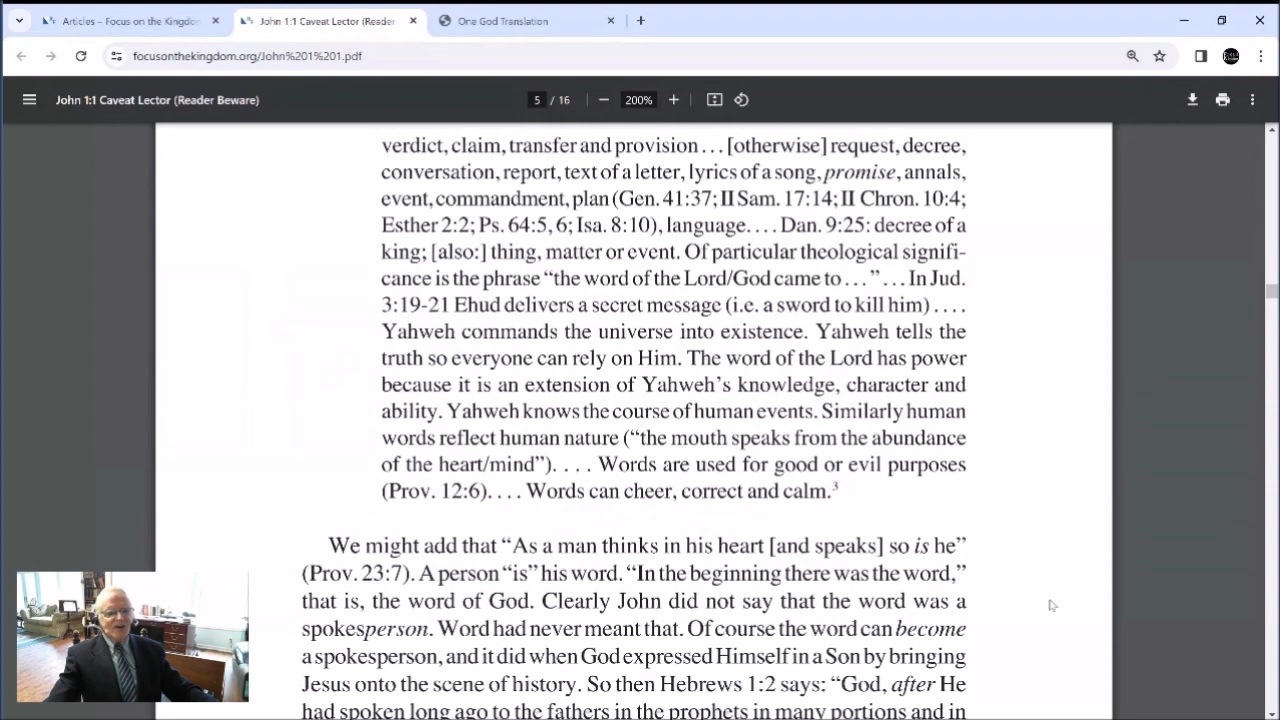 Articles – Focus on the Kingdo
John 1:1 Caveat Lector (Reader
One God Translation
focusonthekingdom.org/John%201%201.pdf
John 1:1 Caveat Lector (Reader Beware)
5 / 16
200%
verdict, claim, transfer and provision . . . [otherwise] request, decree,
conversation, report, text of a letter, lyrics of a song, promise, annals,
event, commandment, plan (Gen. 41:37; II Sam. 17:14; II Chron. 10:4;
Esther 2:2; Ps. 64:5, 6; Isa. 8:10), language. . . . Dan. 9:25: decree of a
king; [also:] thing, matter or event. Of particular theological signifi-
cance is the phrase “the word of the Lord/God came to . . . ” . . . In Jud.
3:19-21 Ehud delivers a secret message (i.e. a sword to kill him) . . . .
Yahweh commands the universe into existence. Yahweh tells the
truth so everyone can rely on Him. The word of the Lord has power
because it is an extension of Yahweh’s knowledge, character and
ability. Yahweh knows the course of human events. Similarly human
words reflect human nature (“the mouth speaks from the abundance
of the heart/mind”). . . . Words are used for good or evil purposes
(Prov. 12:6). . . . Words can cheer, correct and calm.3
We might add that “As a man thinks in his heart [and speaks] so is he”
(Prov. 23:7). A person “is” his word. “In the beginning there was the word,”
that is, the word of God. Clearly John did not say that the word was a
spokesperson. Word had never meant that. Of course the word can become
a spokesperson, and it did when God expressed Himself in a Son by bringing
Jesus onto the scene of history. So then Hebrews 1:2 says: “God, after He
had spoken long ago to the fathers in the prophets in many portions and in